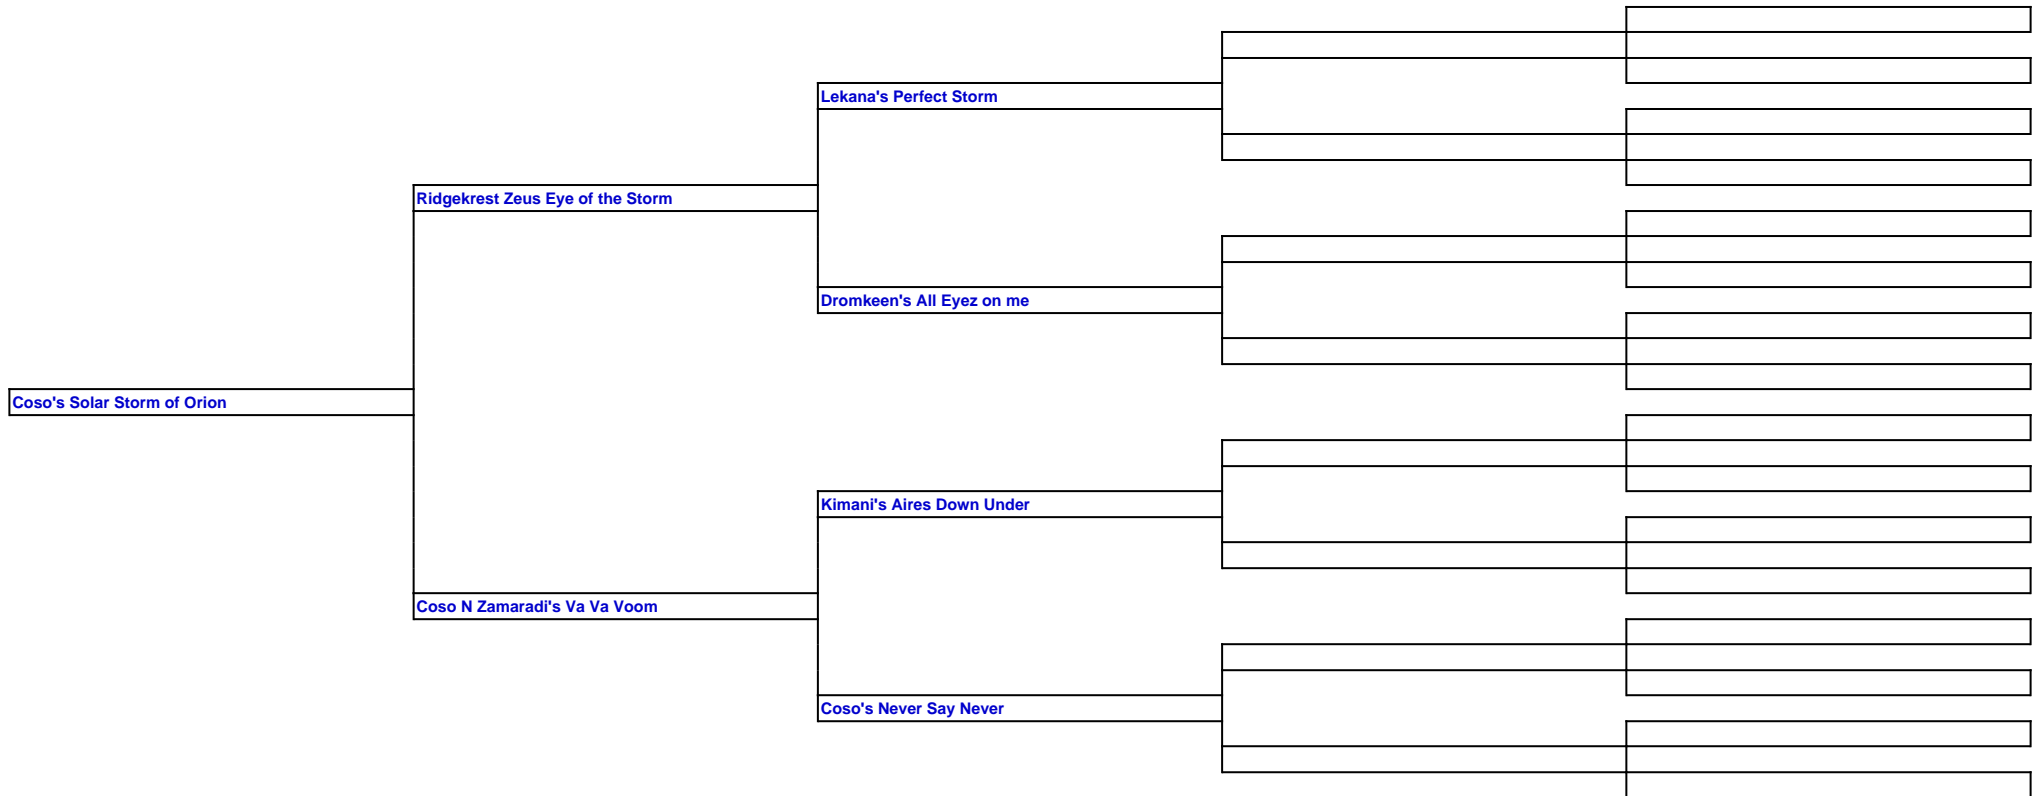 Lekana's Perfect Storm
Ridgekrest Zeus Eye of the Storm
Dromkeen's All Eyez on me
Coso's Solar Storm of Orion
Kimani's Aires Down Under
Coso N Zamaradi's Va Va Voom
Coso's Never Say Never